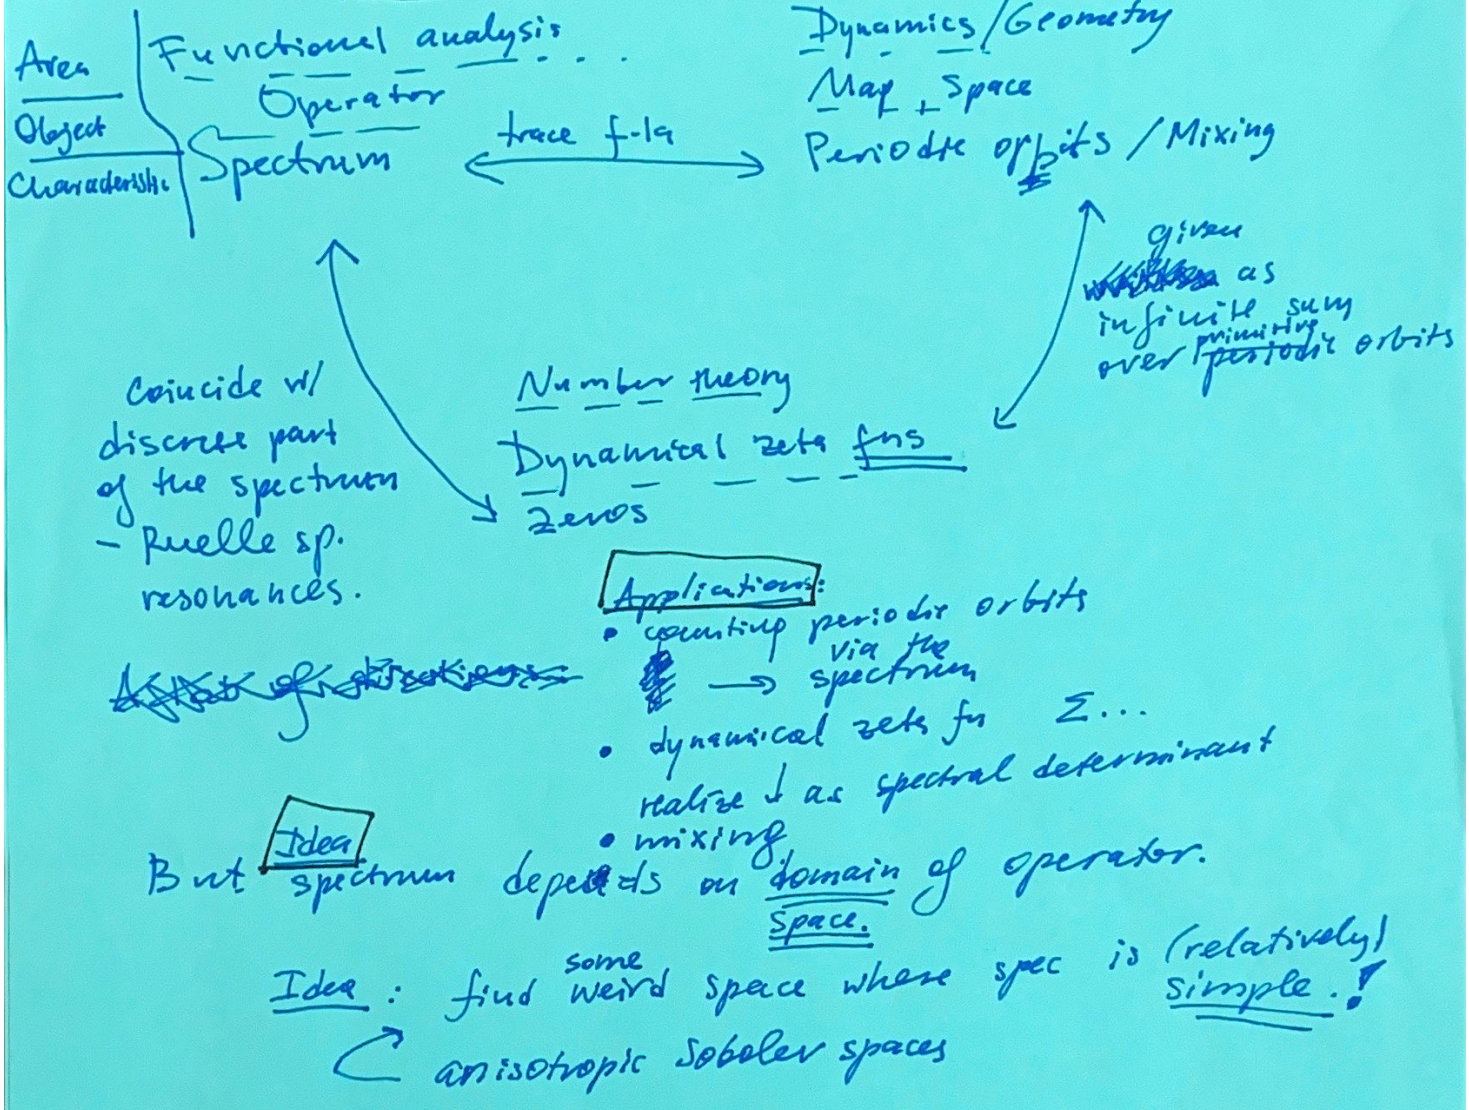 Area
Object
Characteristic
Functional analysis...
Operator
Spectrum
trace f-la
Dynamics/Geometry
Map + Space
Periodic orbits / Mixing
given
as
infinite sum
over primitive periodic orbits
Coincide w/
discrete part
of the spectrum
- Ruelle sp.
resonances.
Number theory
Dynamical zeta fns
Zeros
Applications:
• counting periodic orbits
→ via the
spectrum
• dynamical zeta fn Σ...
realize ↓ as spectral determinant
• mixing
Idea
But spectrum depends on domain of operator.
space.
Idea: find some weird space where spec is (relatively)
simple.!
anisotropic Sobolev spaces